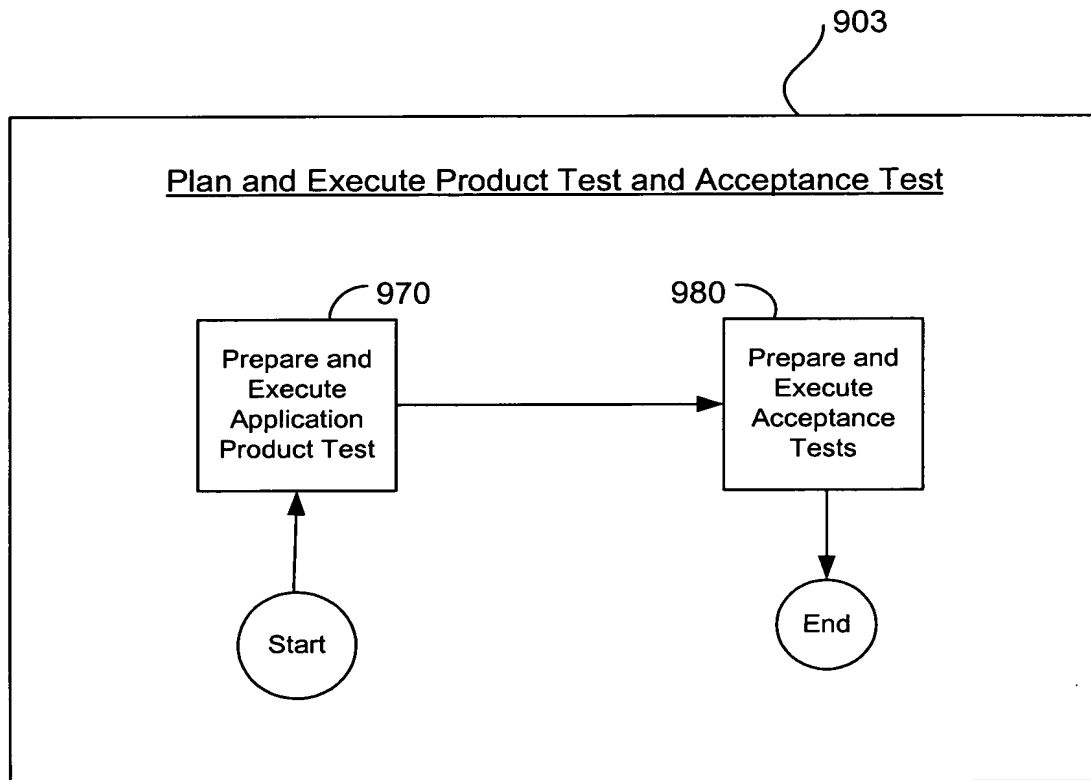 903
Plan and Execute Product Test and Acceptance Test
970
980
Prepare and
Execute
Application
Product Test
Prepare and
Execute
Acceptance
Tests
Start
End